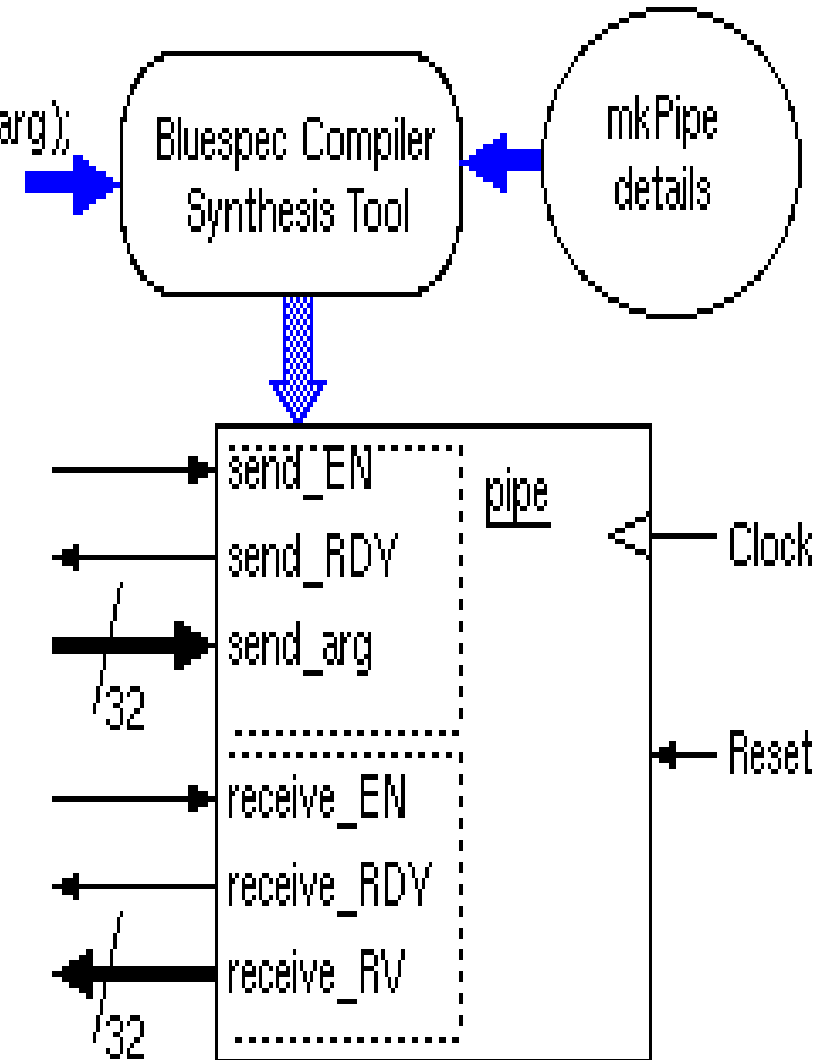 arg);
Bluespec Compiler
Synthesis Tool
mkPipe
details
send_EN
send_RDY
send_arg
32
pipe
Clock
Reset
receive_EN
receive_RDY
receive_RV
32